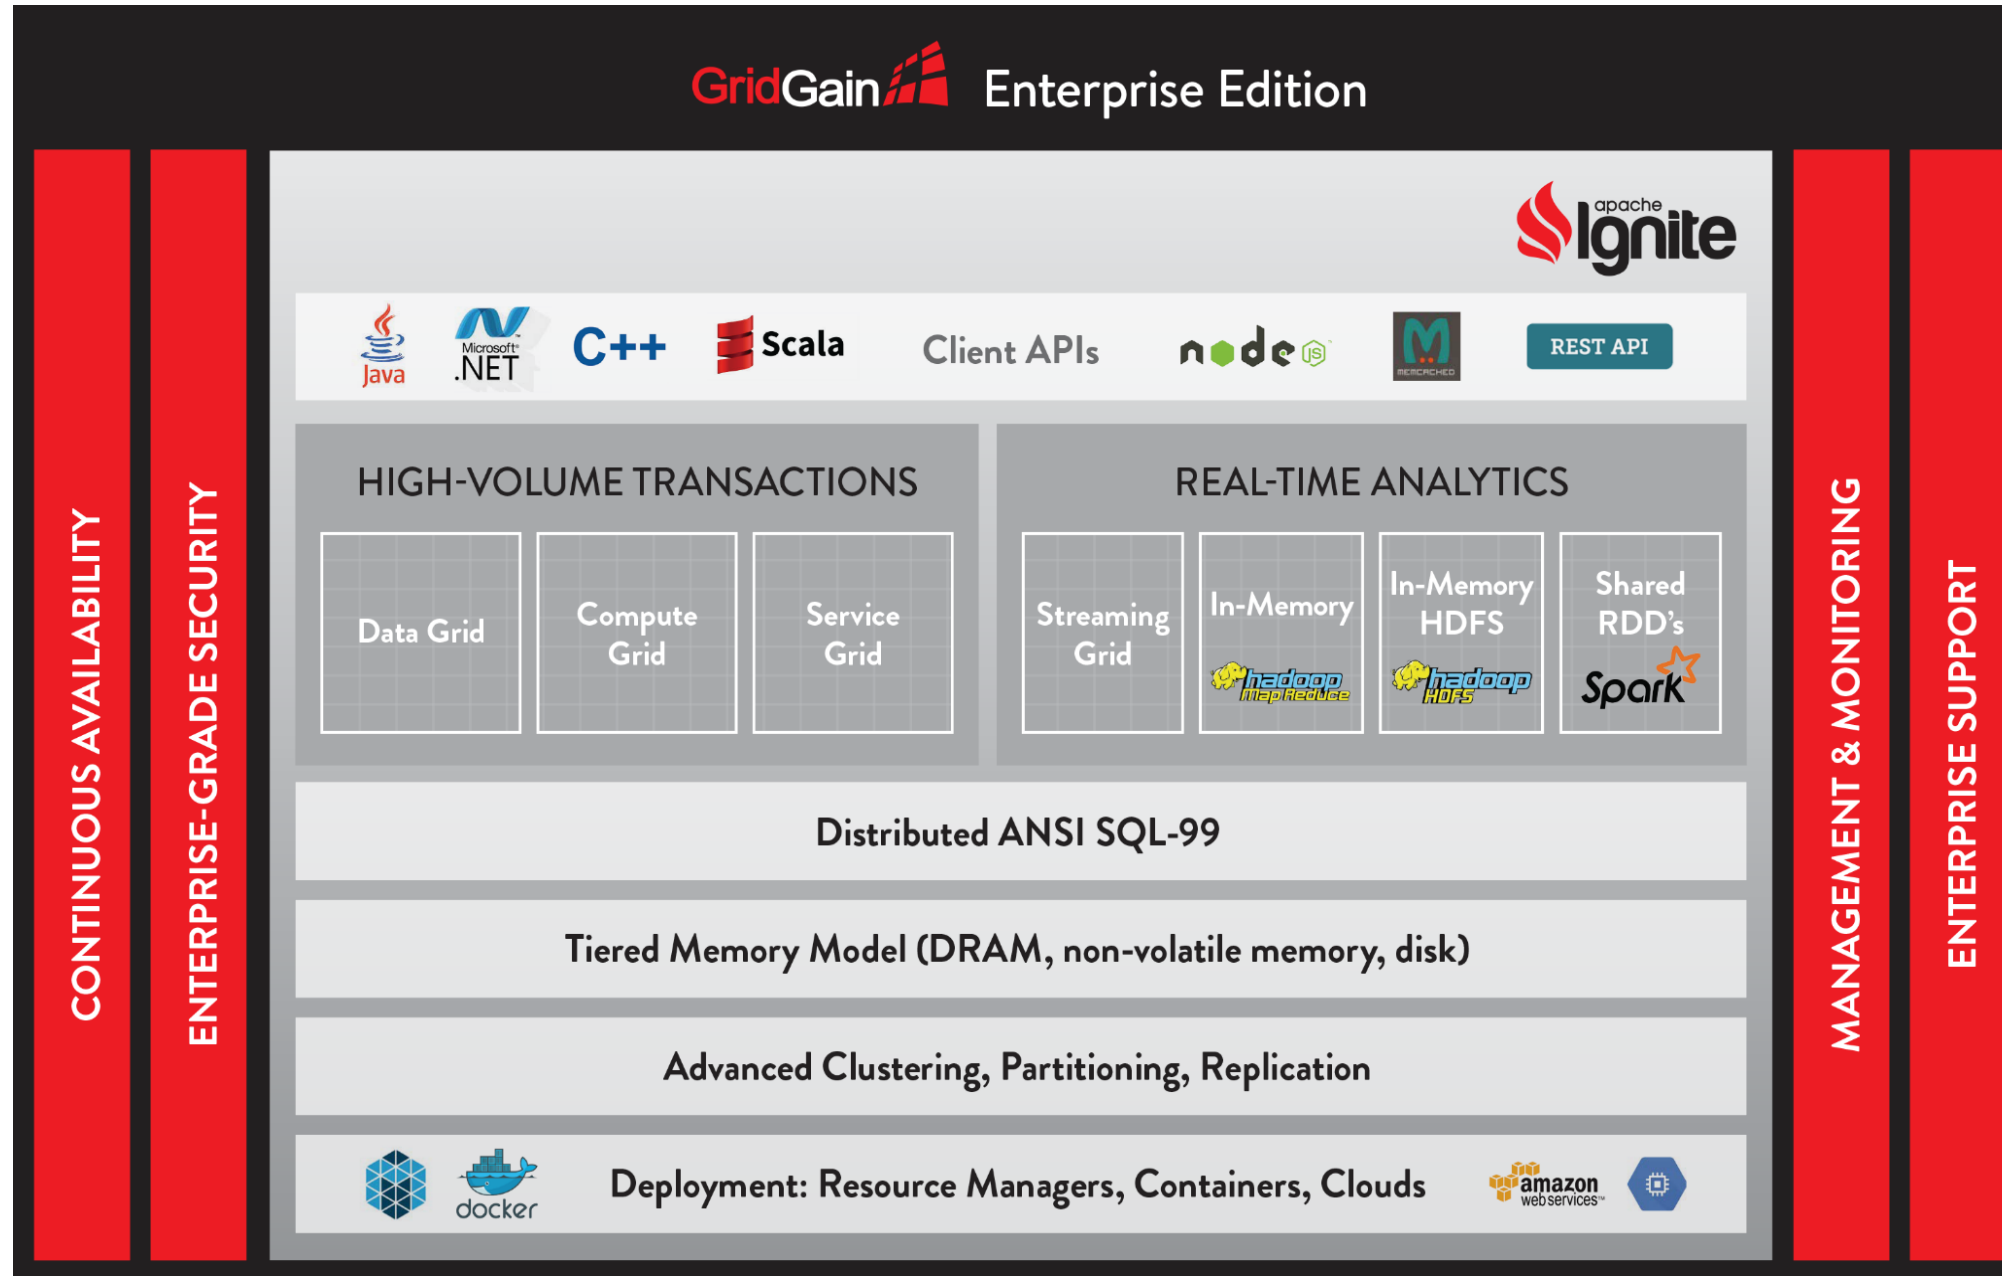 GridGain Enterprise Edition
CONTINUOUS AVAILABILITY
ENTERPRISE-GRADE SECURITY
apache
Ignite
Java
Microsoft
.NET
C++
Scala
Client APIs
node
JS
MEMCACHED
REST API
HIGH-VOLUME TRANSACTIONS
Data Grid
Compute
Grid
Service
Grid
REAL-TIME ANALYTICS
Streaming
Grid
In-Memory
hadoop
Map Reduce
In-Memory
HDFS
hadoop
HDFS
Shared
RDD's
Spark
Distributed ANSI SQL-99
Tiered Memory Model (DRAM, non-volatile memory, disk)
Advanced Clustering, Partitioning, Replication
docker
Deployment: Resource Managers, Containers, Clouds
amazon
web services™
MANAGEMENT & MONITORING
ENTERPRISE SUPPORT